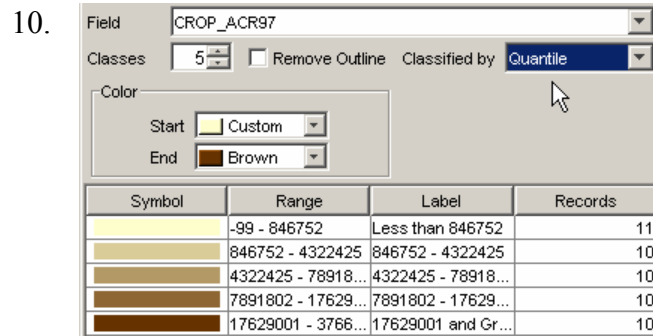 10.
Field CROP_ACR97
Classes 5 Remove Outline Classified by Quantile
Color
Start Custom
End Brown
Symbol Range Label Records
-99 - 846752 Less than 846752 11
846752 - 4322425 846752 - 4322425 10
4322425 - 78918... 4322425 - 78918... 10
7891802 - 17629... 7891802 - 17629... 10
17629001 - 3766... 17629001 and Gr... 10